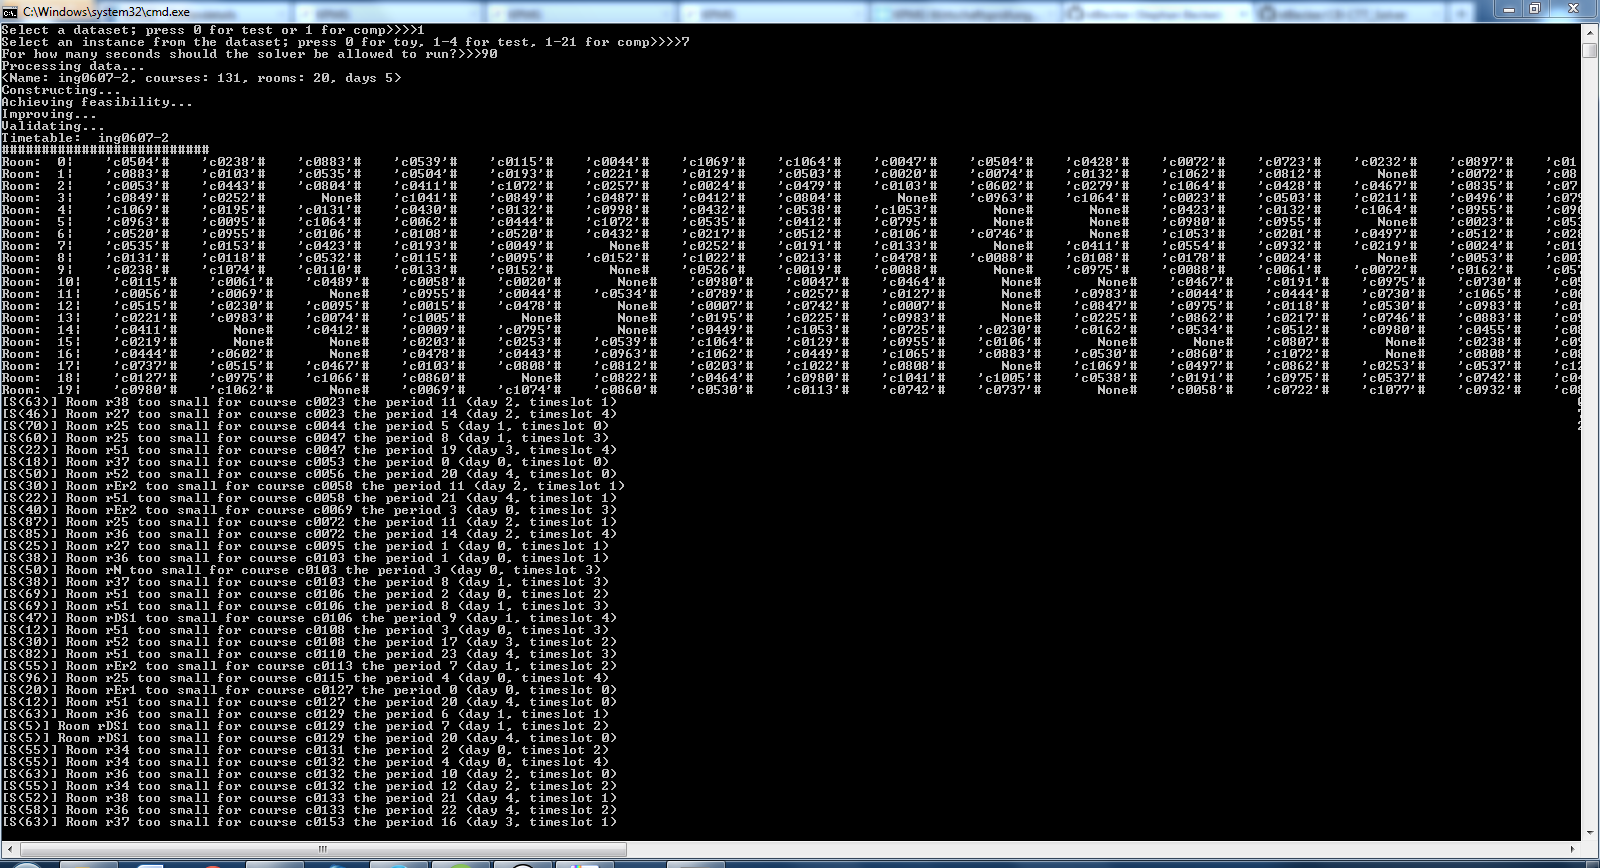 C:\Windows\system32\cmd.exe
Select a dataset; press 0 for test or 1 for comp>>>>1
Select an instance from the dataset; press 0 for toy, 1-4 for test, 1-21 for comp>>>>7
For how many seconds should the solver be allowed to run?>>>>90
Processing data...
<Name: ing0607-2, courses: 131, rooms: 20, days 5>
Constructing...
Achieving feasibility...
Improving...
Validating...
Timetable:  ing0607-2
##########################
Room:  0¦ 'c0504'# 'c0238'# 'c0883'# 'c0539'# 'c0115'# 'c0044'# 'c1069'# 'c1064'# 'c0047'# 'c0504'# 'c0428'# 'c0072'# 'c0723'# 'c0232'# 'c0897'# 'c01
Room:  1¦ 'c0883'# 'c0103'# 'c0535'# 'c0504'# 'c0193'# 'c0221'# 'c0129'# 'c0503'# 'c0020'# 'c0074'# 'c0132'# 'c1062'# 'c0812'# None# 'c0072'# 'c08
Room:  2¦ 'c0053'# 'c0443'# 'c0804'# 'c0411'# 'c1072'# 'c0257'# 'c0024'# 'c0479'# 'c0103'# 'c0602'# 'c0279'# 'c1064'# 'c0428'# 'c0467'# 'c0835'# 'c07
Room:  3¦ 'c0849'# 'c0252'# None# 'c1041'# 'c0849'# 'c0487'# 'c0412'# 'c0804'# None# 'c0963'# 'c1064'# 'c0023'# 'c0503'# 'c0211'# 'c0496'# 'c079
Room:  4¦ 'c1069'# 'c0195'# 'c0131'# 'c0430'# 'c0132'# 'c0998'# 'c0432'# 'c0538'# 'c1053'# None# None# 'c0423'# 'c0132'# 'c1064'# 'c0955'# 'c096
Room:  5¦ 'c0963'# 'c0095'# 'c1064'# 'c0062'# 'c0444'# 'c1072'# 'c0535'# 'c0412'# 'c0795'# None# None# 'c0980'# 'c0955'# None# 'c0023'# 'c053
Room:  6¦ 'c0520'# 'c0955'# 'c0106'# 'c0108'# 'c0520'# 'c0432'# 'c0217'# 'c0512'# 'c0106'# 'c0746'# None# 'c1053'# 'c0201'# 'c0497'# 'c0512'# 'c028
Room:  7¦ 'c0535'# 'c0153'# 'c0423'# 'c0193'# 'c0049'# None# 'c0252'# 'c0191'# 'c0133'# None# 'c0411'# 'c0554'# 'c0932'# 'c0219'# 'c0024'# 'c019
Room:  8¦ 'c0131'# 'c0118'# 'c0532'# 'c0115'# 'c0095'# 'c0152'# 'c1022'# 'c0213'# 'c0478'# 'c0088'# 'c0108'# 'c0178'# 'c0024'# None# 'c0053'# 'c003
Room:  9¦ 'c0238'# 'c1074'# 'c0110'# 'c0133'# 'c0152'# None# 'c0526'# 'c0019'# 'c0088'# None# 'c0975'# 'c0088'# 'c0061'# 'c0072'# 'c0162'# 'c057
Room:  10¦ 'c0115'# 'c0061'# 'c0489'# 'c0058'# 'c0020'# None# 'c0980'# 'c0047'# 'c0464'# None# 'c0467'# 'c0191'# 'c0975'# 'c0730'# 'c05
Room:  11¦ 'c0056'# 'c0069'# None# 'c0955'# 'c0044'# 'c0534'# 'c0789'# 'c0257'# 'c0127'# None# 'c0983'# 'c0044'# 'c0444'# 'c0730'# 'c1065'# 'c06
Room:  12¦ 'c0515'# 'c0230'# 'c0095'# 'c0015'# 'c0478'# None# 'c0007'# 'c0742'# 'c0007'# None# 'c0847'# 'c0975'# 'c0118'# 'c0530'# 'c0983'# 'c0
Room:  13¦ 'c0221'# 'c0983'# 'c0074'# 'c1005'# None# None# 'c0195'# 'c0225'# 'c0983'# None# 'c0225'# 'c0862'# 'c0217'# 'c0746'# 'c0883'# 'c09
Room:  14¦ 'c0411'# None# 'c0412'# 'c0009'# 'c0795'# None# 'c0449'# 'c1053'# 'c0725'# 'c0230'# 'c0162'# 'c0534'# 'c0512'# 'c0980'# 'c0455'# 'c08
Room:  15¦ 'c0219'# None# None# 'c0203'# 'c0253'# 'c0539'# 'c1064'# 'c0129'# 'c0955'# 'c0106'# None# None# 'c0807'# None# 'c0238'# 'c09
Room:  16¦ 'c0444'# 'c0602'# None# 'c0478'# 'c0443'# 'c0963'# 'c1062'# 'c0449'# 'c1065'# 'c0883'# 'c0530'# 'c0860'# 'c1072'# None# 'c0808'# 'c08
Room:  17¦ 'c0737'# 'c0515'# 'c0467'# 'c0103'# 'c0808'# 'c0812'# 'c0203'# 'c1022'# 'c0808'# None# 'c1069'# 'c0497'# 'c0862'# 'c0253'# 'c0537'# 'c12
Room:  18¦ 'c0127'# 'c0975'# 'c1066'# 'c0860'# None# 'c0822'# 'c0464'# 'c0980'# 'c1041'# 'c1005'# 'c0538'# 'c0191'# 'c0975'# 'c0537'# 'c0742'# 'c04
Room:  19¦ 'c0980'# 'c1062'# None# 'c0069'# 'c1074'# 'c0860'# 'c0530'# 'c0113'# 'c0742'# 'c0737'# None# 'c0058'# 'c0722'# 'c1077'# 'c0932'# 'c08
[S(63)] Room r38 too small for course c0023 the period 11 (day 2, timeslot 1)
[S(46)] Room r27 too small for course c0023 the period 14 (day 2, timeslot 4)
[S(70)] Room r25 too small for course c0044 the period 5 (day 1, timeslot 0)
[S(60)] Room r25 too small for course c0047 the period 8 (day 1, timeslot 3)
[S(22)] Room r51 too small for course c0047 the period 19 (day 3, timeslot 4)
[S(18)] Room r37 too small for course c0053 the period 0 (day 0, timeslot 0)
[S(50)] Room r52 too small for course c0056 the period 20 (day 4, timeslot 0)
[S(30)] Room rEr2 too small for course c0058 the period 11 (day 2, timeslot 1)
[S(22)] Room r51 too small for course c0058 the period 21 (day 4, timeslot 1)
[S(40)] Room rEr2 too small for course c0069 the period 3 (day 0, timeslot 3)
[S(87)] Room r25 too small for course c0072 the period 11 (day 2, timeslot 1)
[S(85)] Room r36 too small for course c0072 the period 14 (day 2, timeslot 4)
[S(25)] Room r27 too small for course c0095 the period 1 (day 0, timeslot 1)
[S(38)] Room r36 too small for course c0103 the period 1 (day 0, timeslot 1)
[S(50)] Room rN too small for course c0103 the period 3 (day 0, timeslot 3)
[S(38)] Room r37 too small for course c0103 the period 8 (day 1, timeslot 3)
[S(69)] Room r51 too small for course c0106 the period 2 (day 0, timeslot 2)
[S(69)] Room r51 too small for course c0106 the period 8 (day 1, timeslot 3)
[S(47)] Room rDS1 too small for course c0106 the period 9 (day 1, timeslot 4)
[S(12)] Room r51 too small for course c0108 the period 3 (day 0, timeslot 3)
[S(30)] Room r52 too small for course c0108 the period 17 (day 3, timeslot 2)
[S(82)] Room r51 too small for course c0110 the period 23 (day 4, timeslot 3)
[S(55)] Room rEr2 too small for course c0113 the period 7 (day 1, timeslot 2)
[S(96)] Room r25 too small for course c0115 the period 4 (day 0, timeslot 4)
[S(20)] Room rEr1 too small for course c0127 the period 0 (day 0, timeslot 0)
[S(12)] Room r51 too small for course c0127 the period 20 (day 4, timeslot 0)
[S(63)] Room r36 too small for course c0129 the period 6 (day 1, timeslot 1)
[S(5)] Room rDS1 too small for course c0129 the period 7 (day 1, timeslot 2)
[S(5)] Room rDS1 too small for course c0129 the period 20 (day 4, timeslot 0)
[S(55)] Room r34 too small for course c0131 the period 2 (day 0, timeslot 2)
[S(55)] Room r34 too small for course c0132 the period 4 (day 0, timeslot 4)
[S(63)] Room r36 too small for course c0132 the period 10 (day 2, timeslot 0)
[S(55)] Room r34 too small for course c0132 the period 12 (day 2, timeslot 2)
[S(52)] Room r38 too small for course c0133 the period 21 (day 4, timeslot 1)
[S(58)] Room r36 too small for course c0133 the period 22 (day 4, timeslot 2)
[S(63)] Room r37 too small for course c0153 the period 16 (day 3, timeslot 1)